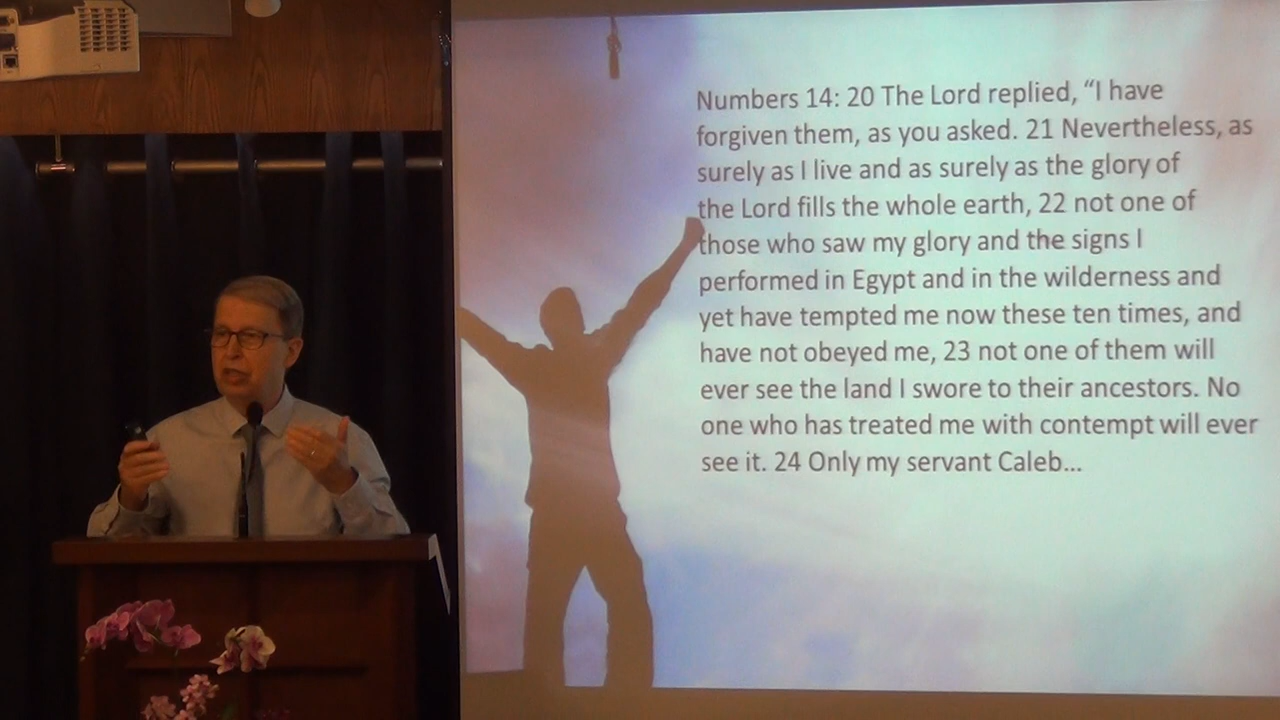 Numbers 14: 20 The Lord replied, “I have
forgiven them, as you asked. 21 Nevertheless, as
surely as I live and as surely as the glory of
the Lord fills the whole earth, 22 not one of
those who saw my glory and the signs I
performed in Egypt and in the wilderness and
yet have tempted me now these ten times, and
have not obeyed me, 23 not one of them will
ever see the land I swore to their ancestors. No
one who has treated me with contempt will ever
see it. 24 Only my servant Caleb...